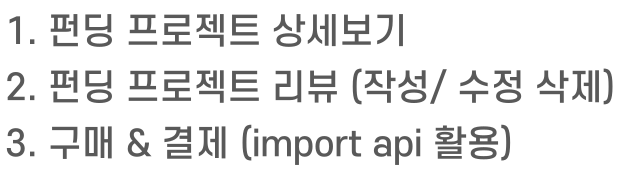 1. 펀딩 프로젝트 상세보기
2. 펀딩 프로젝트 리뷰 (작성/ 수정 삭제)
3. 구매 & 결제 (import api 활용)